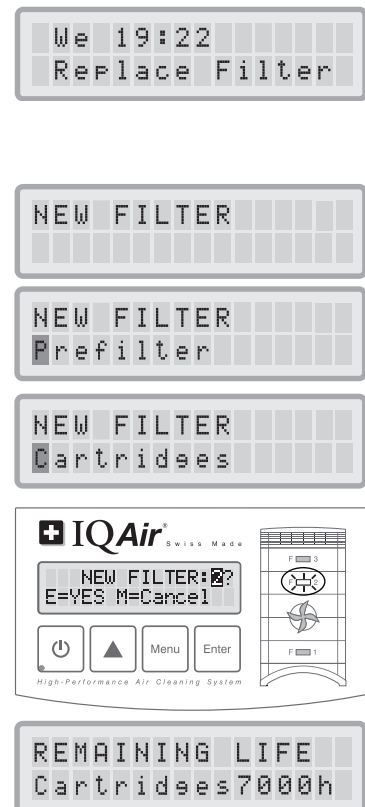 We 19:22
Replace Filter
NEW FILTER
NEW FILTER
Prefilter
NEW FILTER
Cartridges
IQAir® Swiss Made
NEW FILTER:2?
E=YES M=Cancel
Menu Enter
High-Performance Air Cleaning System
F 3
F 2
F 1
REMAINING LIFE
Cartridges7000h